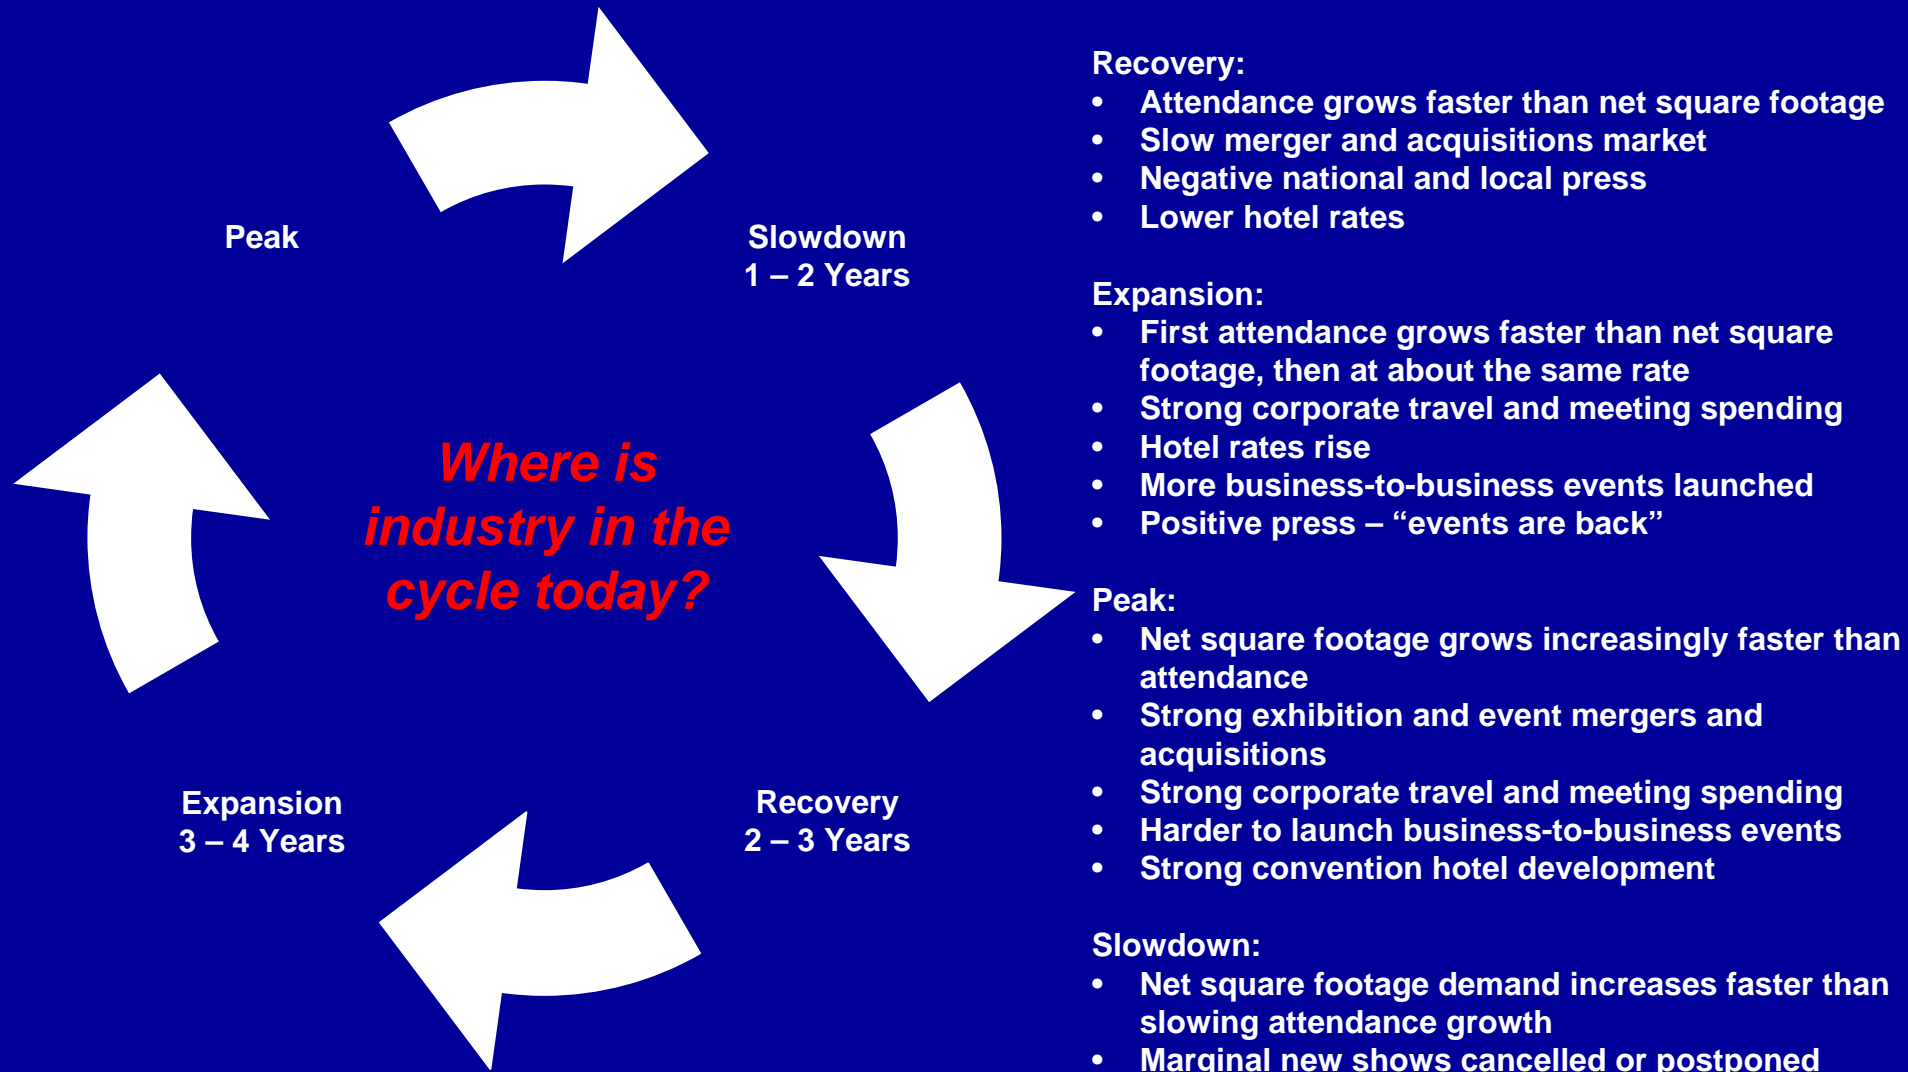 Peak
Slowdown
1 – 2 Years
Where is
industry in the
cycle today?
Expansion
3 – 4 Years
Recovery
2 – 3 Years
Recovery:
• Attendance grows faster than net square footage
• Slow merger and acquisitions market
• Negative national and local press
• Lower hotel rates
Expansion:
• First attendance grows faster than net square
footage, then at about the same rate
• Strong corporate travel and meeting spending
• Hotel rates rise
• More business-to-business events launched
• Positive press – “events are back”
Peak:
• Net square footage grows increasingly faster than
attendance
• Strong exhibition and event mergers and
acquisitions
• Strong corporate travel and meeting spending
• Harder to launch business-to-business events
• Strong convention hotel development
Slowdown:
• Net square footage demand increases faster than
slowing attendance growth
• Marginal new shows cancelled or postponed